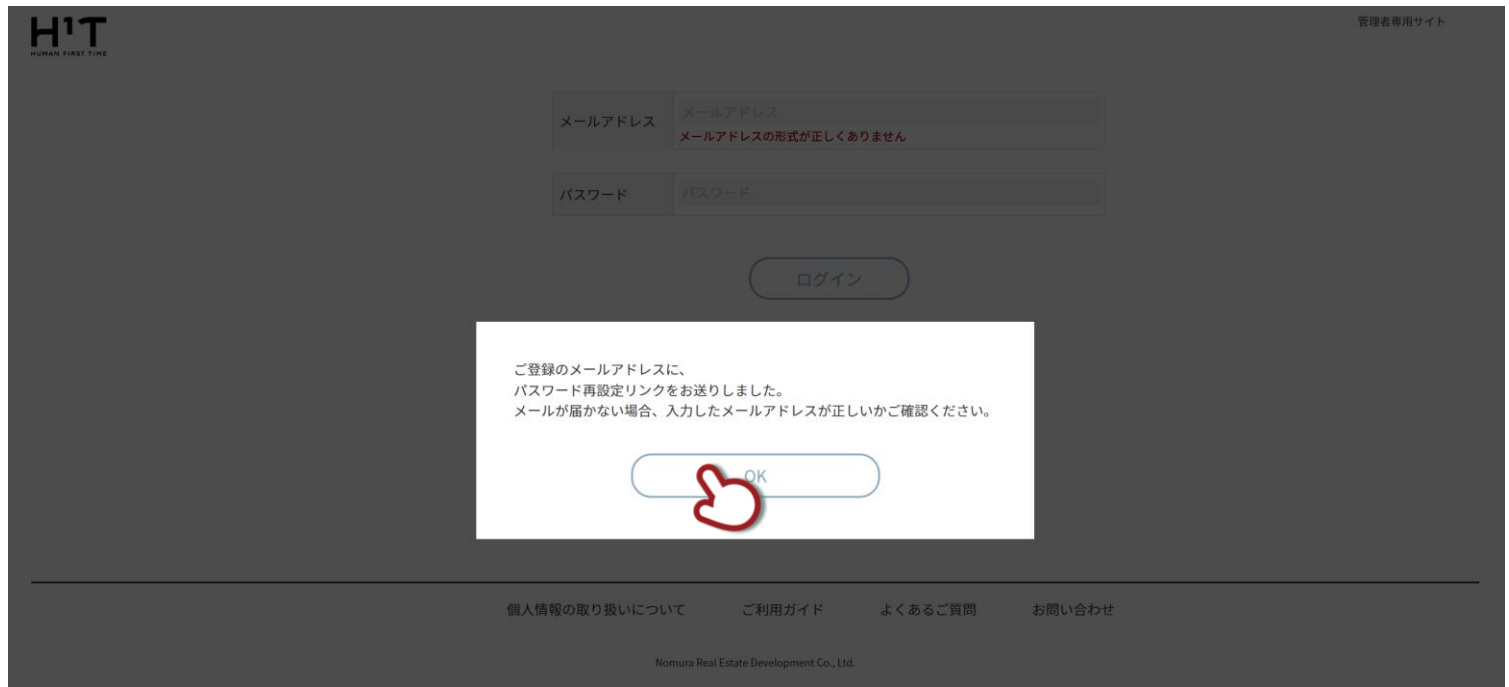 H¹T
HUMAN FIRST TIME
管理者専用サイト
メールアドレス
メールアドレス
メールアドレスの形式が正しくありません
パスワード
パスワード
ログイン
ご登録のメールアドレスに、
パスワード再設定リンクをお送りしました。
メールが届かない場合、入力したメールアドレスが正しいかご確認ください。
OK
個人情報の取り扱いについて ご利用ガイド よくあるご質問 お問い合わせ
Nomura Real Estate Development Co., Ltd.